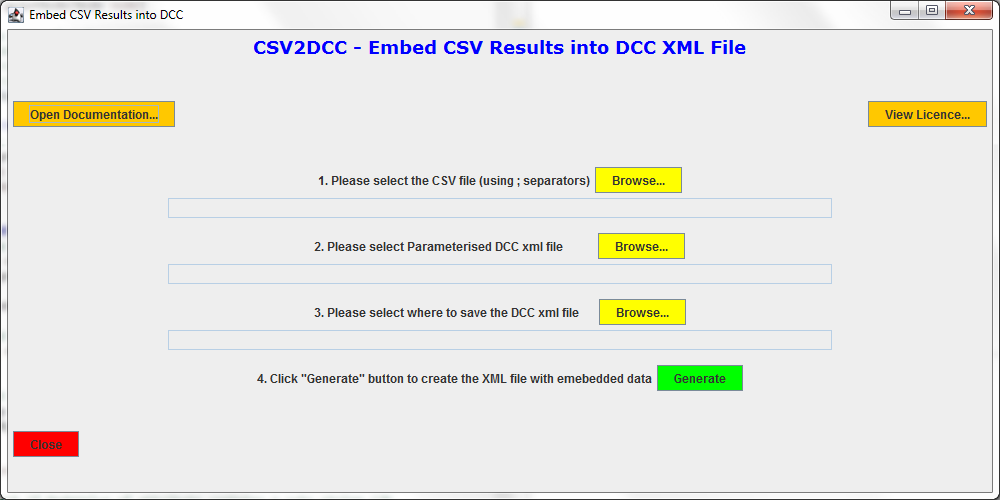 Embed CSV Results into DCC
CSV2DCC - Embed CSV Results into DCC XML File
Open Documentation...
View Licence...
1. Please select the CSV file (using ; separators) Browse...
2. Please select Parameterised DCC xml file Browse...
3. Please select where to save the DCC xml file Browse...
4. Click "Generate" button to create the XML file with emebedded data Generate
Close